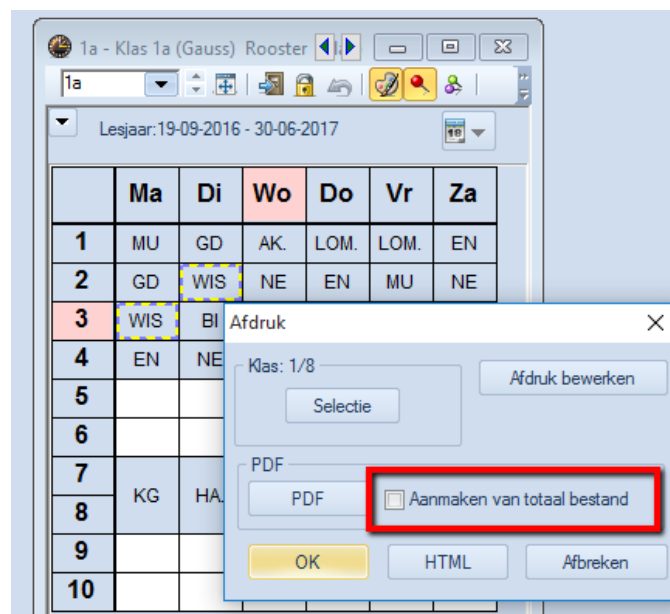 1a - Klas 1a (Gauss) Rooster
1a
Lesjaar:19-09-2016 - 30-06-2017
18
Ma Di Wo Do Vr Za
1 MU GD AK. LOM. LOM. EN
2 GD WIS NE EN MU NE
3 WIS BI
4 EN NE
5
6
7
KG HA.
8
9
10
Afdruk
Klas: 1/8
Selectie
Afdruk bewerken
PDF
PDF
Aanmaken van totaal bestand
OK HTML Afbreken